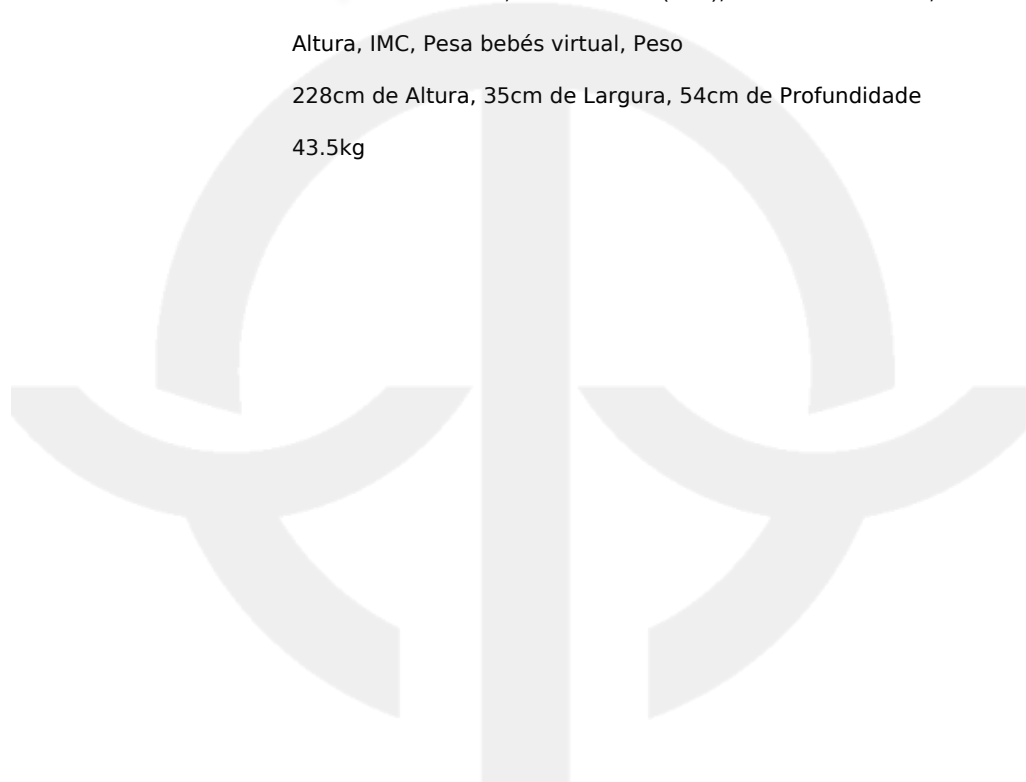 Altura, IMC, Pesa bebés virtual, Peso
228cm de Altura, 35cm de Largura, 54cm de Profundidade
43.5kg